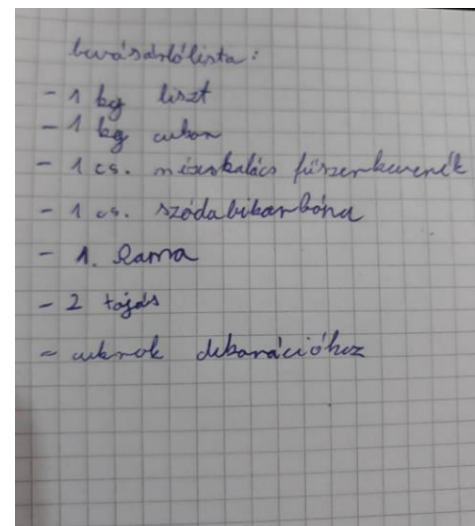 bevásárlólista:
- 1 kg liszt
- 1 kg cukor
- 1 cs. mézeskalács fűszerkeverék
- 1 cs. szódabikarbóna
- 1. Rama
- 2 tojás
- cukrok dekorációhoz